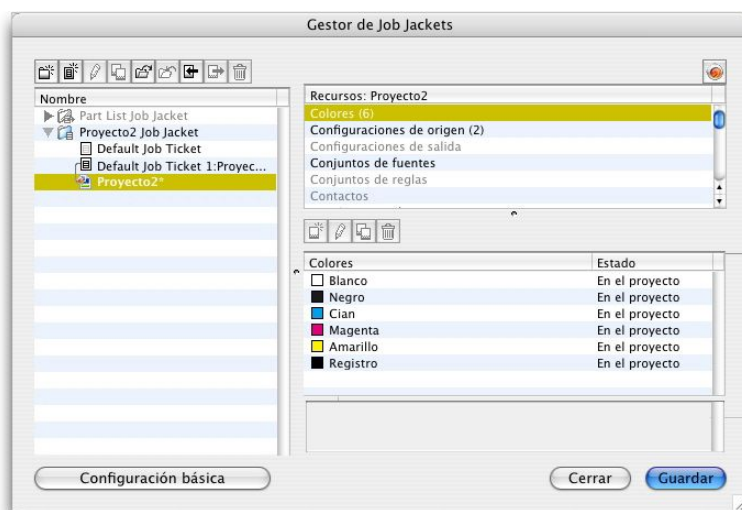 Gestor de Job Jackets
Nombre
Part List Job Jacket
Proyecto2 Job Jacket
Default Job Ticket
Default Job Ticket 1:Proyec...
Proyecto2*
Recursos: Proyecto2
Colores (6)
Configuraciones de origen (2)
Configuraciones de salida
Conjuntos de fuentes
Conjuntos de reglas
Contactos
Colores Estado
Blanco En el proyecto
Negro En el proyecto
Cian En el proyecto
Magenta En el proyecto
Amarillo En el proyecto
Registro En el proyecto
Configuración básica
Cerrar Guardar